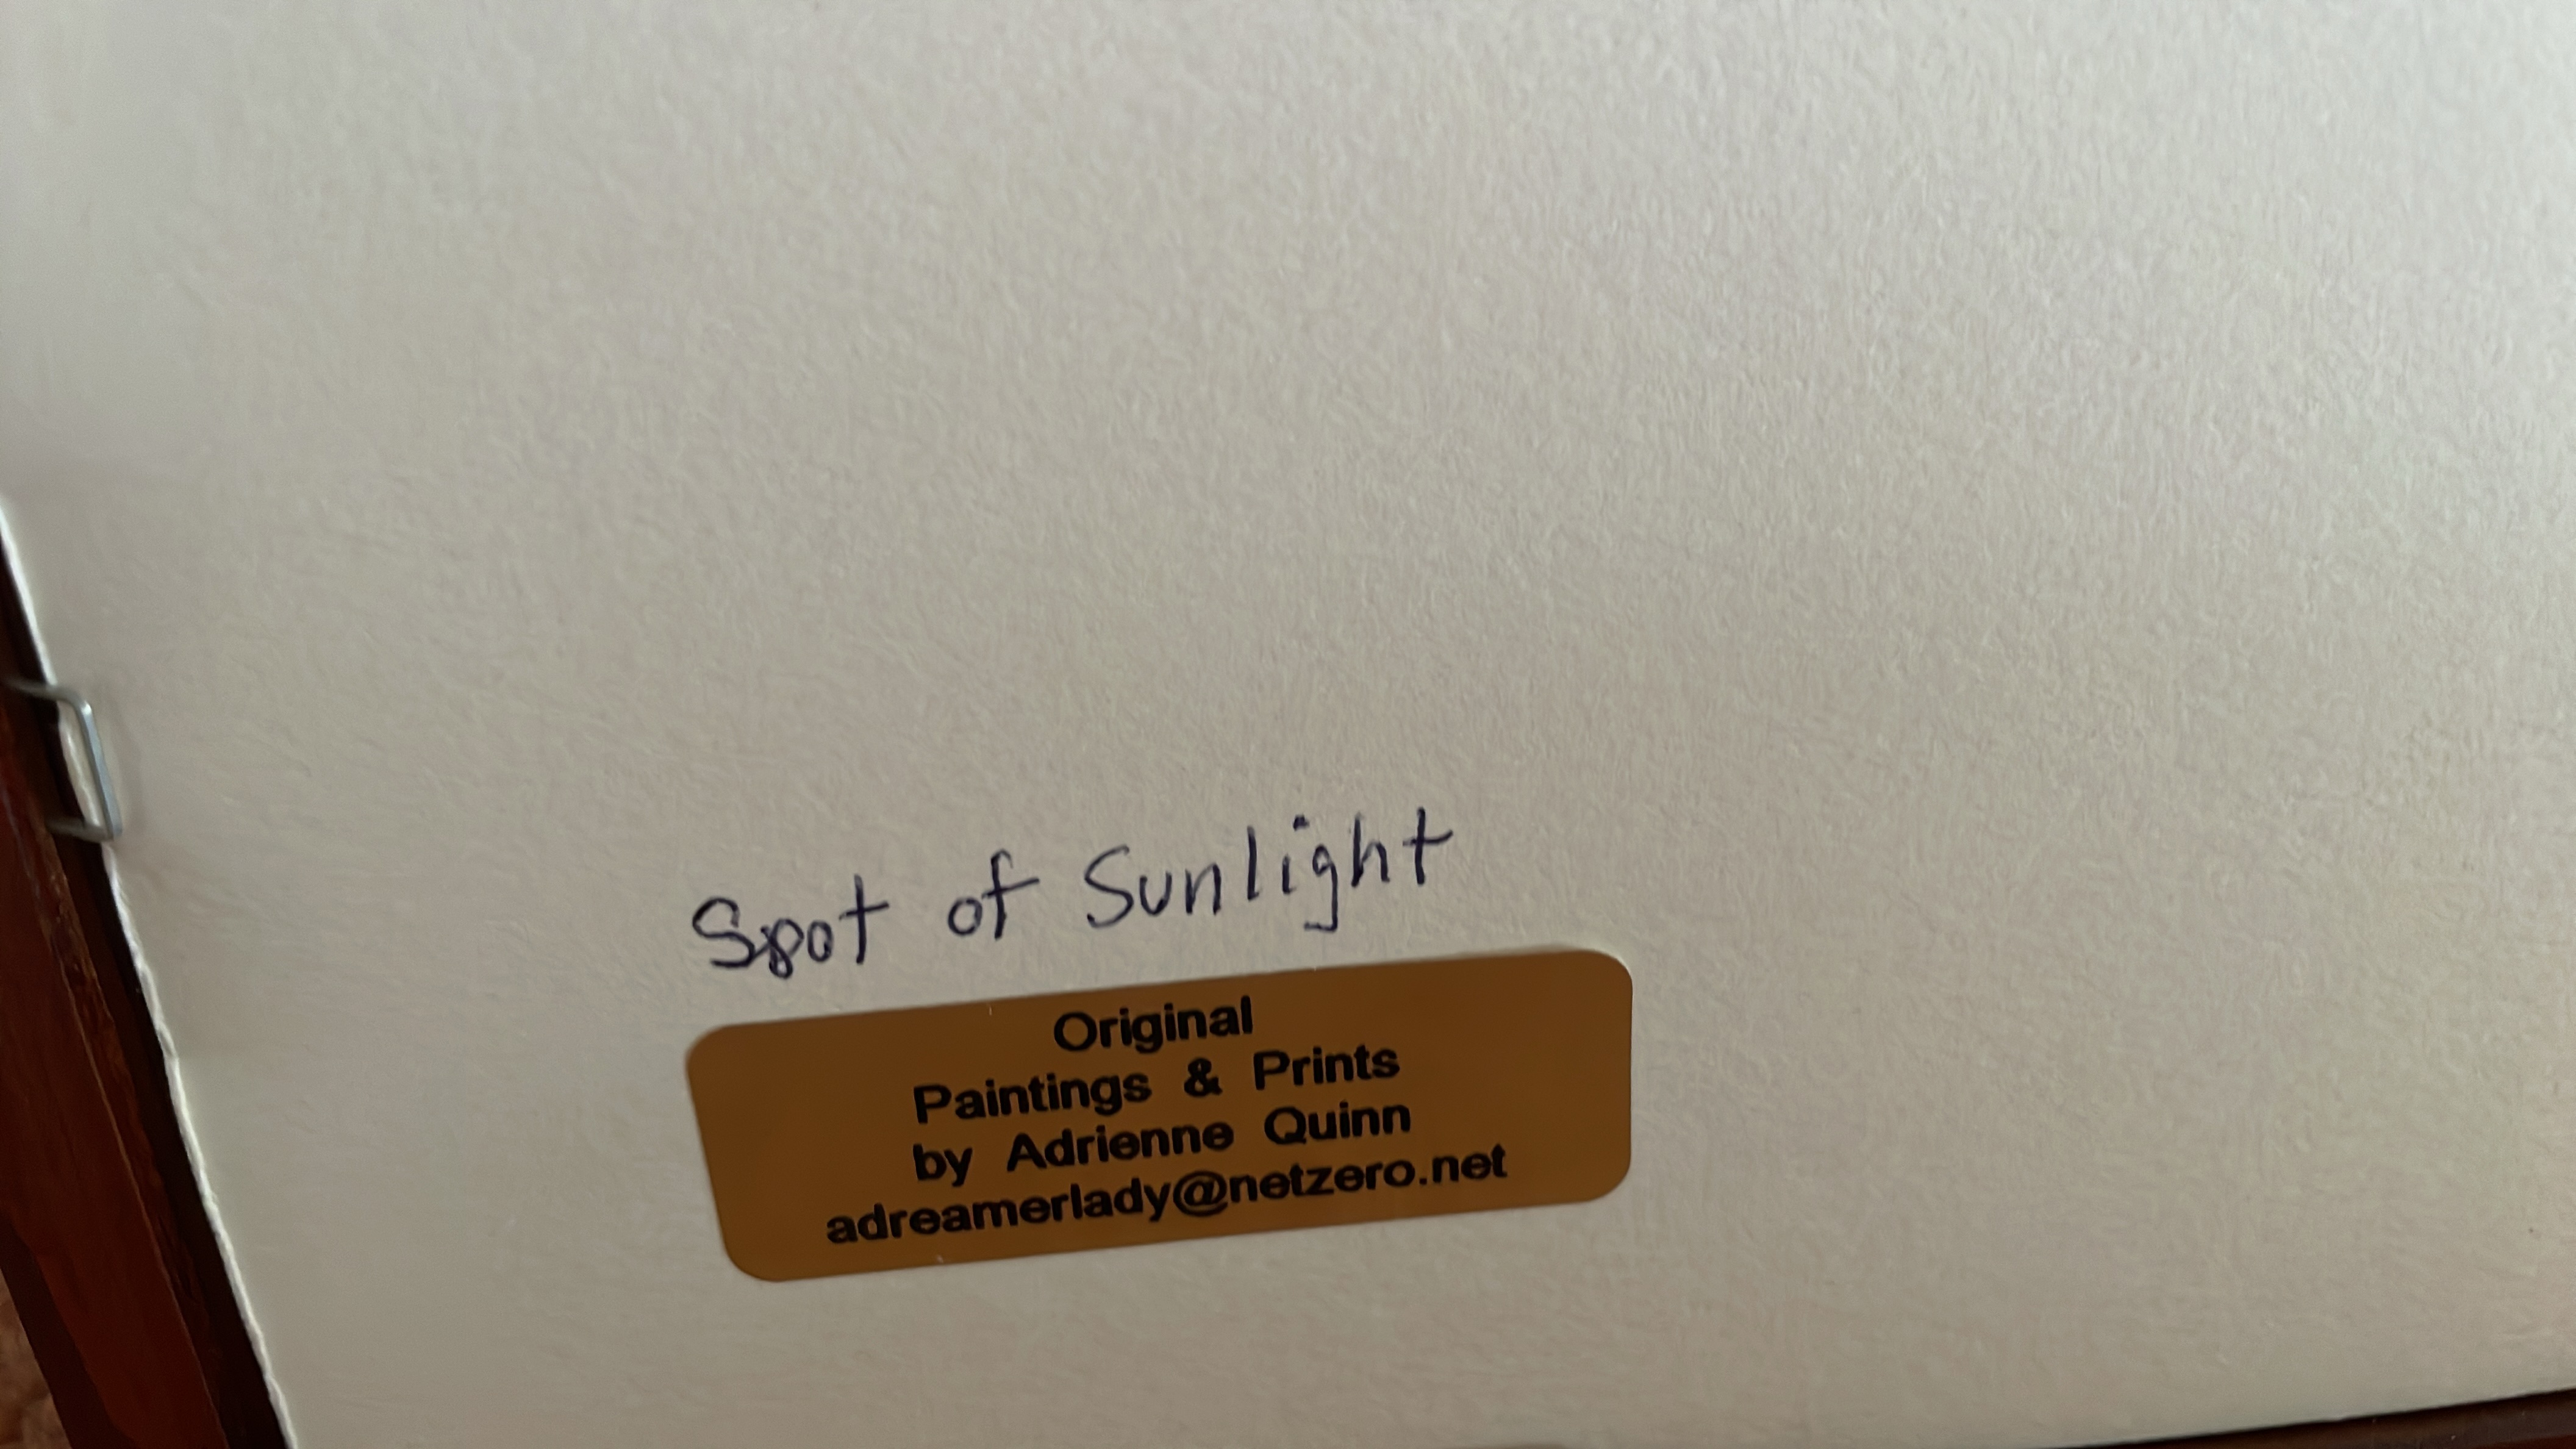 Spot of Sunlight
Original
Paintings & Prints
by Adrienne Quinn
adreamerlady@netzero.net